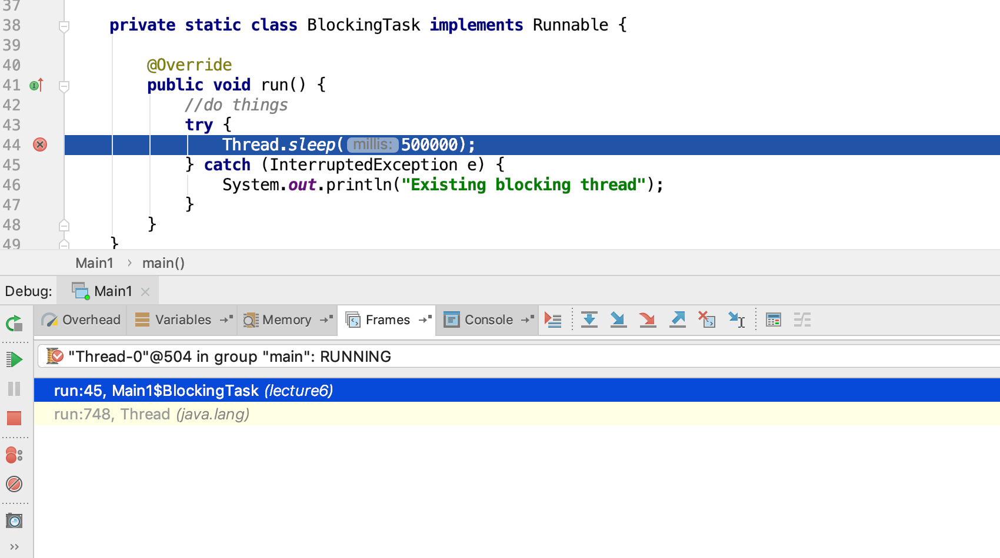 37
38 private static class BlockingTask implements Runnable {
39
40 @Override
41 public void run() {
42 //do things
43 try {
44 Thread.sleep( millis: 500000);
45 } catch (InterruptedException e) {
46 System.out.println("Existing blocking thread");
47 }
48 }
49 }
Main1 › main()
Debug: Main1
Overhead Variables Memory Frames Console
"Thread-0"@504 in group "main": RUNNING
run:45, Main1$BlockingTask (lecture6)
run:748, Thread (java.lang)